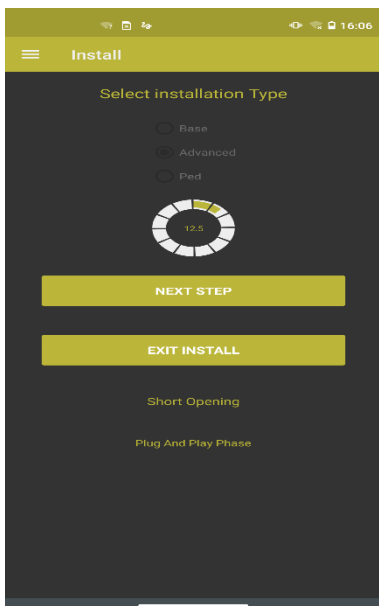 16:06
Install
Select installation Type
Base
Advanced
Ped
12.5
NEXT STEP
EXIT INSTALL
Short Opening
Plug And Play Phase